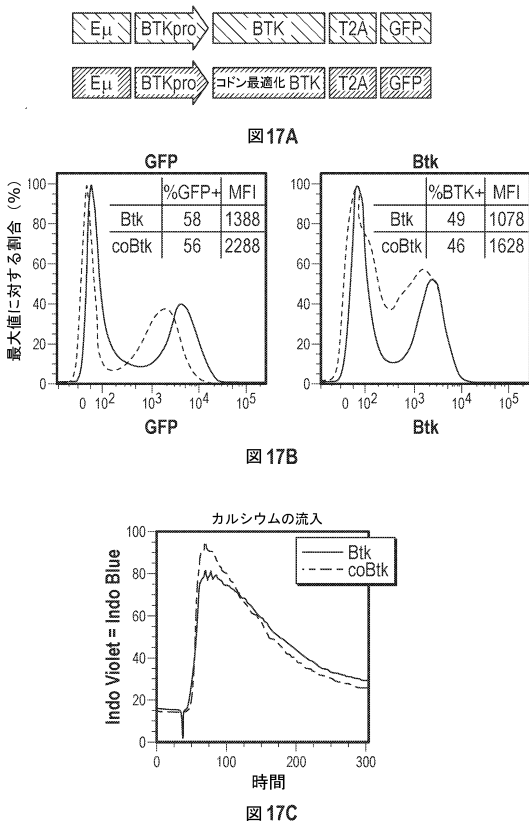 Eμ BTKpro BTK T2A GFP
Eμ BTKpro コドン最適化 BTK T2A GFP
図17A
GFP
最大値に対する割合 (%)
100
80
60
40
20
0
%GFP+ MFI
Btk 58 1388
coBtk 56 2288
0 10² 10³ 10⁴ 10⁵
GFP
Btk
100
80
60
40
20
0
%BTK+ MFI
Btk 49 1078
coBtk 46 1628
0 10² 10³ 10⁴ 10⁵
Btk
図17B
カルシウムの流入
Indo Violet = Indo Blue
100
80
60
40
20
0
Btk
coBtk
0 100 200 300
時間
図17C